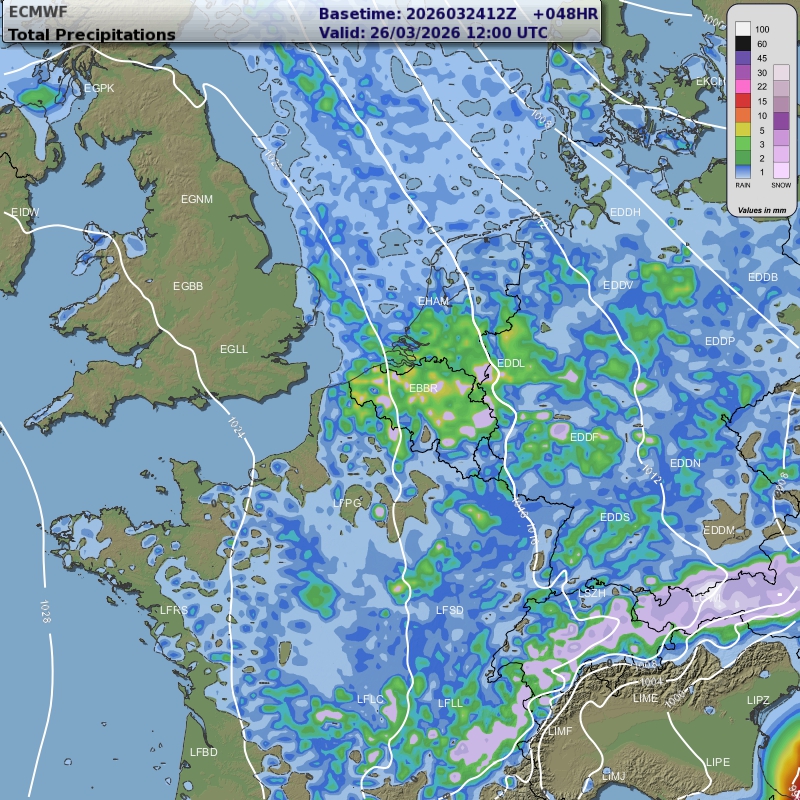 ECMWF
Basetime: 2026032412Z +048HR
Total Precipitations
Valid: 26/03/2026 12:00 UTC
100
60
45
30
22
15
10
5
3
2
1
RAIN
SNOW
Values in mm
EGPK
EKCH
EGNM
EIDW
EDDH
EGBB
EDDV
EDDB
EHAM
EDDP
EGLL
EDDL
EBBR
1024
EDDF
EDDN
1012
LFPG
EDDS
EDDM
1016
1028
LFRS
LFSD
LSZH
1004
LIME
LIPZ
LFLC
LFLL
LIMF
LFBD
LIPE
LIMJ